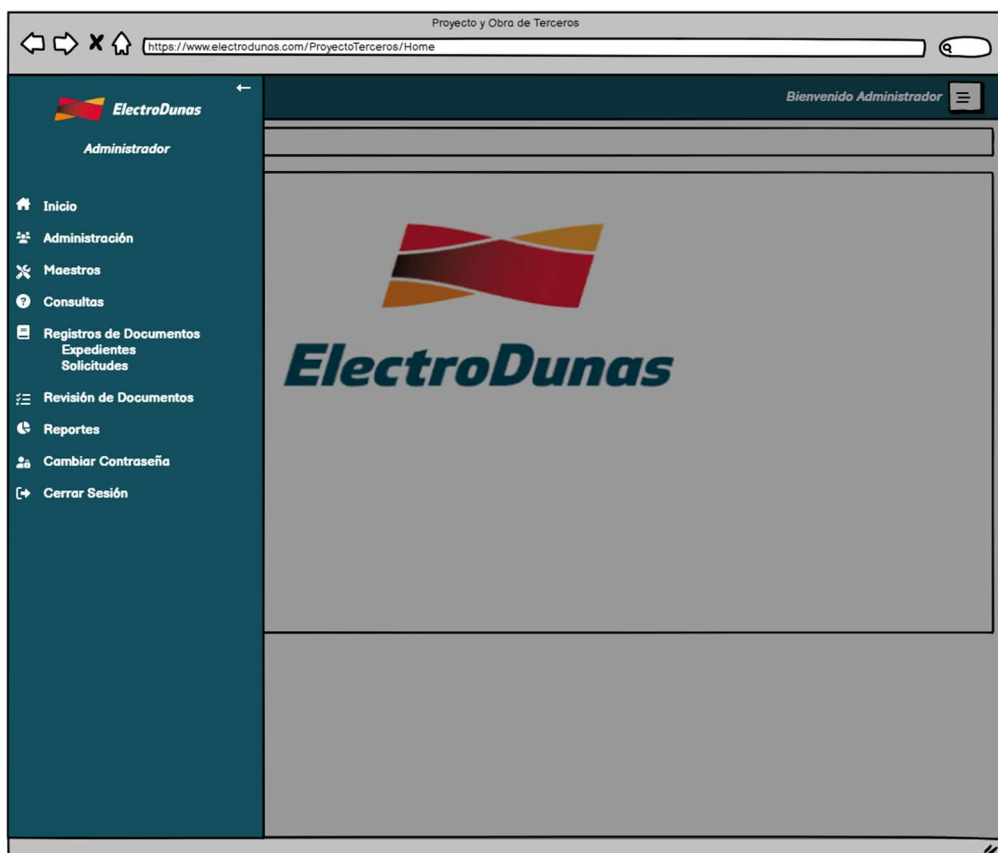 Proyecto y Obra de Terceros
https://www.electrodunas.com/ProyectoTerceros/Home
ElectroDunas
Administrador
Bienvenido Administrador
Inicio
Administración
Maestros
Consultas
Registros de Documentos
Expedientes
Solicitudes
Revisión de Documentos
Reportes
Cambiar Contraseña
Cerrar Sesión
ElectroDunas